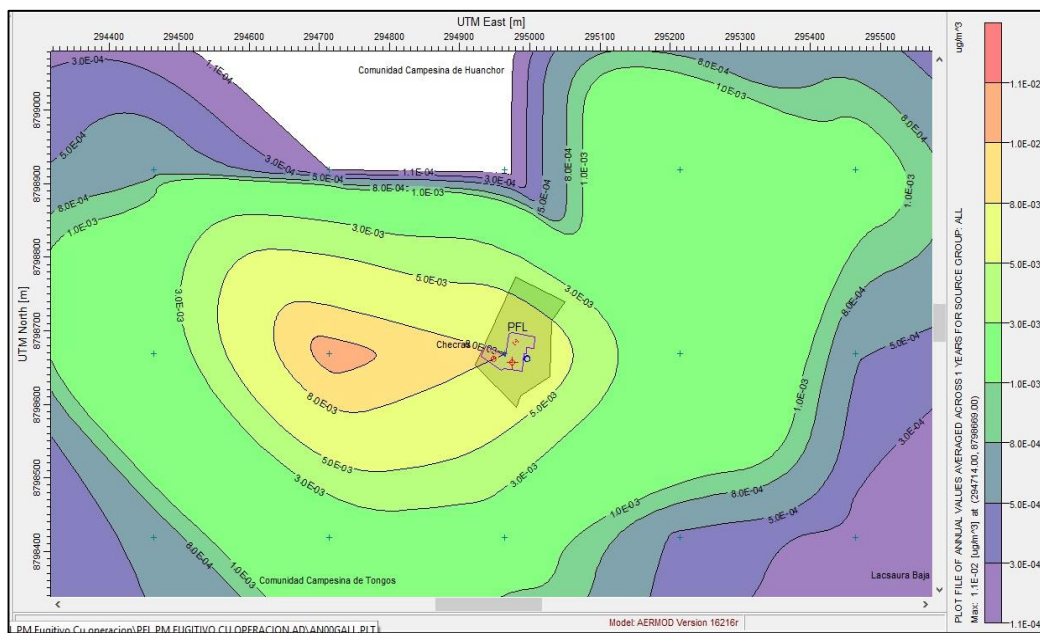 UTM East [m]
294400 294500 294600 294700 294800 294900 295000 295100 295200 295300 295400 295500
UTM North [m]
8799000
8798900
8798800
8798700
8798600
8798500
8798400
Comunidad Campesina de Huanchor
3.0E-04
1.1E-04
5.0E-04
3.0E-04
1.1E-04
5.0E-04
3.0E-04
8.0E-04
1.0E-03
8.0E-04
1.0E-03
5.0E-04
8.0E-04
1.0E-03
8.0E-04
1.0E-03
1.0E-03
3.0E-03
5.0E-03
3.0E-03
3.0E-03
PFL
Checras
8.0E-03
8.0E-03
5.0E-03
5.0E-03
3.0E-03
3.0E-03
8.0E-04
5.0E-04
1.0E-03
3.0E-04
1.0E-03
8.0E-04
5.0E-04
5.0E-04
8.0E-04
1.0E-03
Comunidad Campesina de Tongos
Lacsaura Baja
PLOT FILE OF ANNUAL VALUES AVERAGED ACROSS 1 YEARS FOR SOURCE GROUP: ALL
Max: 1.1E-02 [ug/m^3] at (294714.00, 8798669.00)
ug/m^3
1.1E-02
1.0E-02
8.0E-03
5.0E-03
3.0E-03
1.0E-03
8.0E-04
5.0E-04
3.0E-04
1.1E-04
Model: AERMOD Version 16216r
PM Fugitivo Cu operacion\PFL PM FUGITIVO CU OPERACION.AD\AN00GALL.PLT